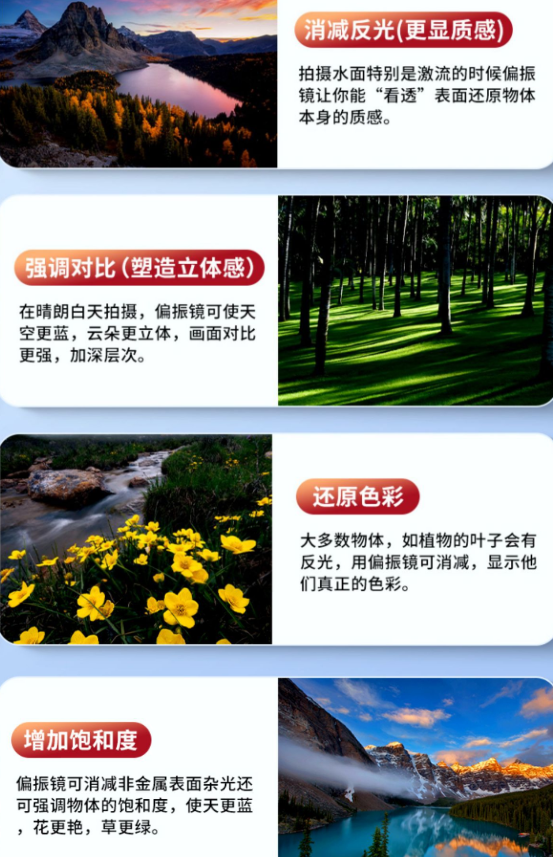 消减反光(更显质感)
拍摄水面特别是激流的时候偏振
镜让你能“看透”表面还原物体
本身的质感。
强调对比（塑造立体感）
在晴朗白天拍摄，偏振镜可使天
空更蓝，云朵更立体，画面对比
更强，加深层次。
还原色彩
大多数物体，如植物的叶子会有
反光，用偏振镜可消减，显示他
们真正的色彩。
增加饱和度
偏振镜可消减非金属表面杂光还
可强调物体的饱和度，使天更蓝
，花更艳，草更绿。